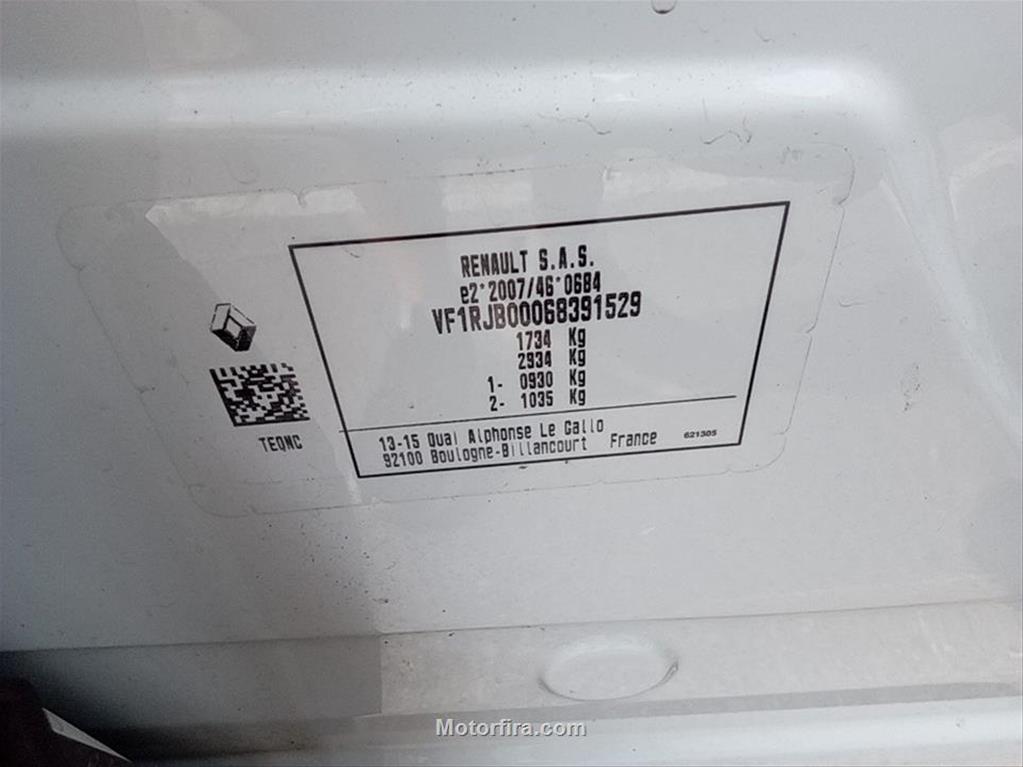 RENAULT S.A.S.
e2*2007/46*0684
VF1RJB00068391529
1734 Kg
2934 Kg
1- 0930 Kg
2- 1035 Kg
13-15 Quai Alphonse Le Gallo
92100 Boulogne-Billancourt France 621305
TEQNC
Motorfira.com